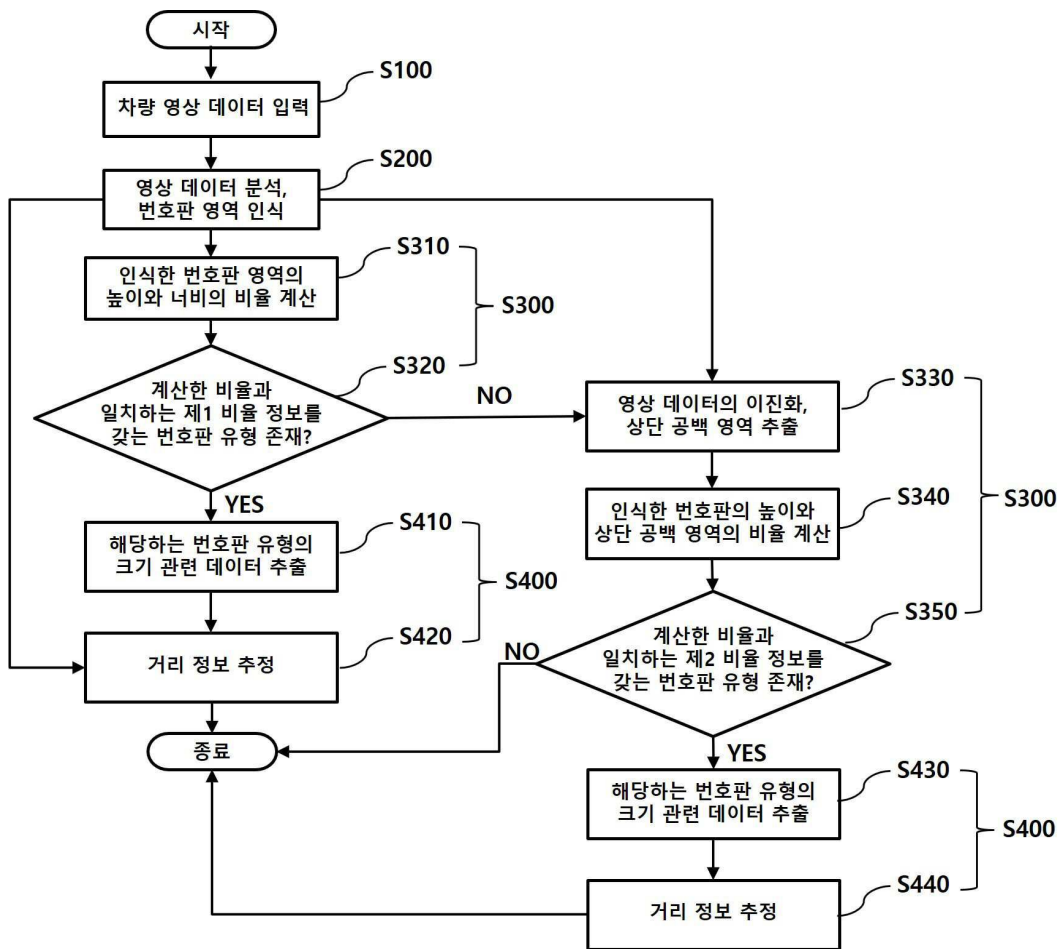 시작
S100
차량 영상 데이터 입력
S200
영상 데이터 분석,
번호판 영역 인식
S310
인식한 번호판 영역의
높이와 너비의 비율 계산
S300
S320
계산한 비율과
일치하는 제1 비율 정보를
갖는 번호판 유형 존재?
NO
YES
S330
영상 데이터의 이진화,
상단 공백 영역 추출
S340
인식한 번호판의 높이와
상단 공백 영역의 비율 계산
S300
S410
해당하는 번호판 유형의
크기 관련 데이터 추출
S400
S420
거리 정보 추정
S350
계산한 비율과
일치하는 제2 비율 정보를
갖는 번호판 유형 존재?
NO
YES
종료
S430
해당하는 번호판 유형의
크기 관련 데이터 추출
S400
S440
거리 정보 추정